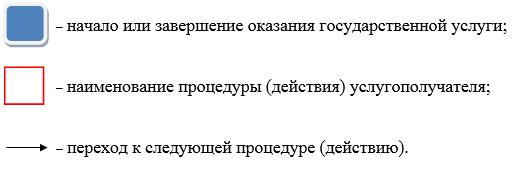 – начало или завершение оказания государственной услуги;
– наименование процедуры (действия) услугополучателя;
– переход к следующей процедуре (действию).